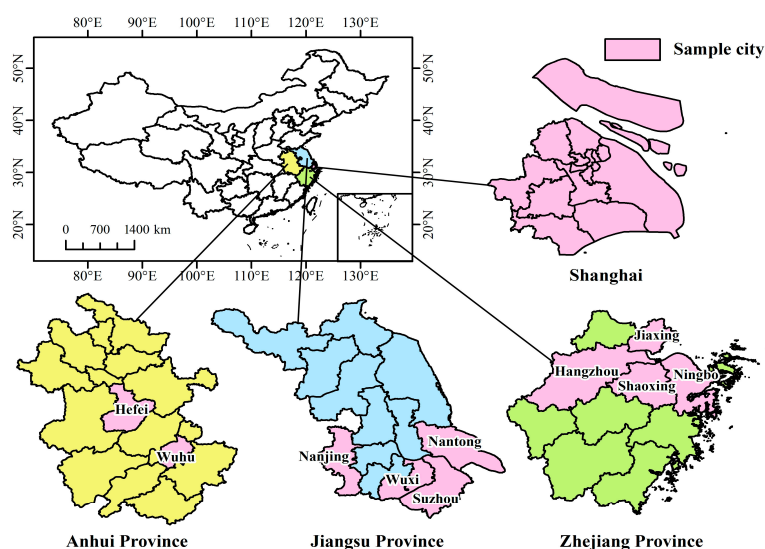 80°E 90°E 100°E 110°E 120°E 130°E
50°N
40°N
30°N
20°N
50°N
40°N
30°N
20°N
0 700 1400 km
80°E 90°E 100°E 110°E 120°E 130°E
Sample city
Shanghai
Hefei
Wuhu
Anhui Province
Nanjing
Nantong
Wuxi
Suzhou
Jiangsu Province
Jiaxing
Hangzhou
Ningbo
Shaoxing
Zhejiang Province